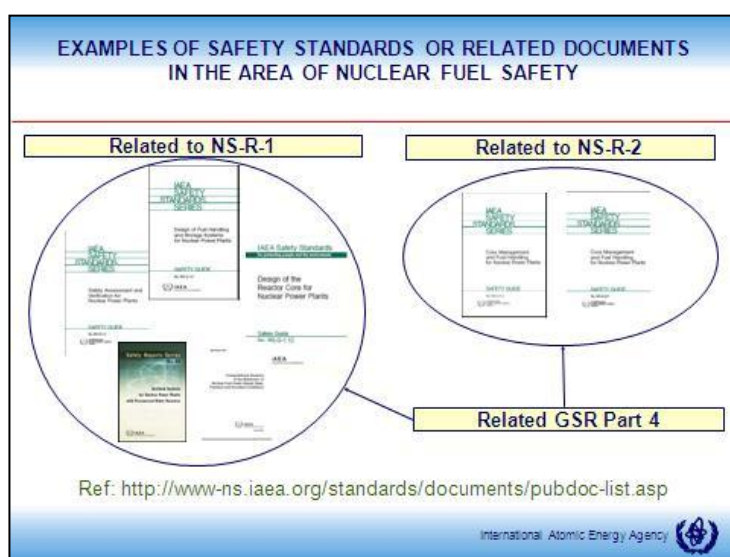 EXAMPLES OF SAFETY STANDARDS OR RELATED DOCUMENTS
IN THE AREA OF NUCLEAR FUEL SAFETY
Related to NS-R-1
Related to NS-R-2
IAEA
SAFETY
STANDARDS
SERIES
Design of Fuel Handling
and Storage Systems
for Nuclear Power Plants
SAFETY GUIDE
IAEA
IAEA
SAFETY
STANDARDS
SERIES
Safety Assessment and
Verification for
Nuclear Power Plants
SAFETY GUIDE
IAEA Safety Standards
Design of the
Reactor Core for
Nuclear Power Plants
Safety Guide
No. NS-G-1.12
IAEA
Safety Reports Series
IAEA
SAFETY
STANDARDS
SERIES
Core Management
and Fuel Handling
for Nuclear Power Plants
SAFETY GUIDE
IAEA
SAFETY
STANDARDS
SERIES
Core Management
and Fuel Handling
for Nuclear Power Plants
SAFETY GUIDE
Related GSR Part 4
Ref: http://www-ns.iaea.org/standards/documents/pubdoc-list.asp
International Atomic Energy Agency